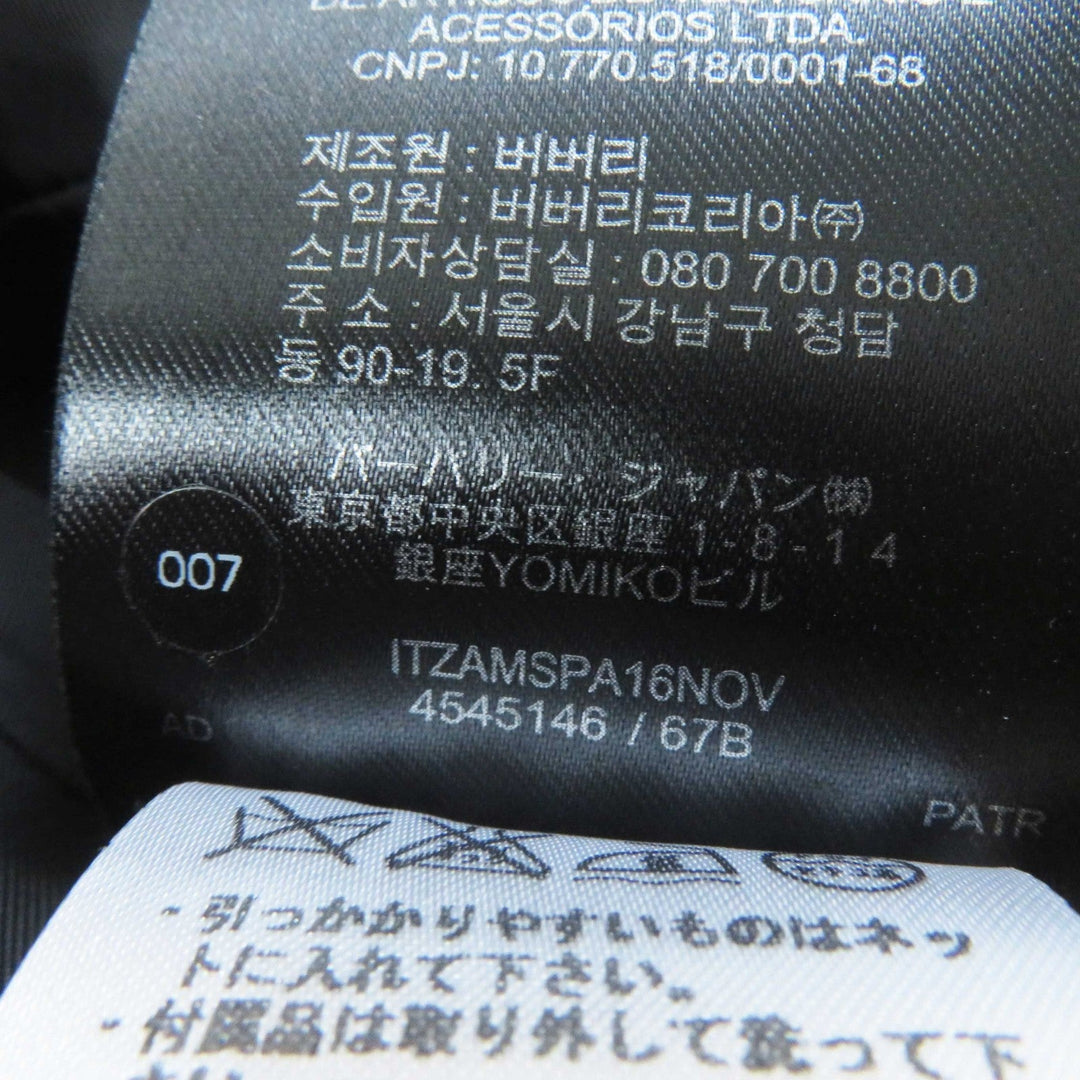 ACESSÓRIOS LTDA.
CNPJ: 10.770.518/0001-68
제조원 : 버버리
수입원 : 버버리코리아㈜
소비자상담실 : 080 700 8800
주 소 : 서울시 강남구 청담
동 90-19. 5F
バーバリー・ジャパン㈱
東京都中央区銀座1-8-14
銀座YOMIKOビル
007
ITZAMSPA16NOV
4545146 / 67B
AD
PATR
・引っかかりやすいものはネッ
トに入れて下さい。
・付属品は取り外して洗って下
さい